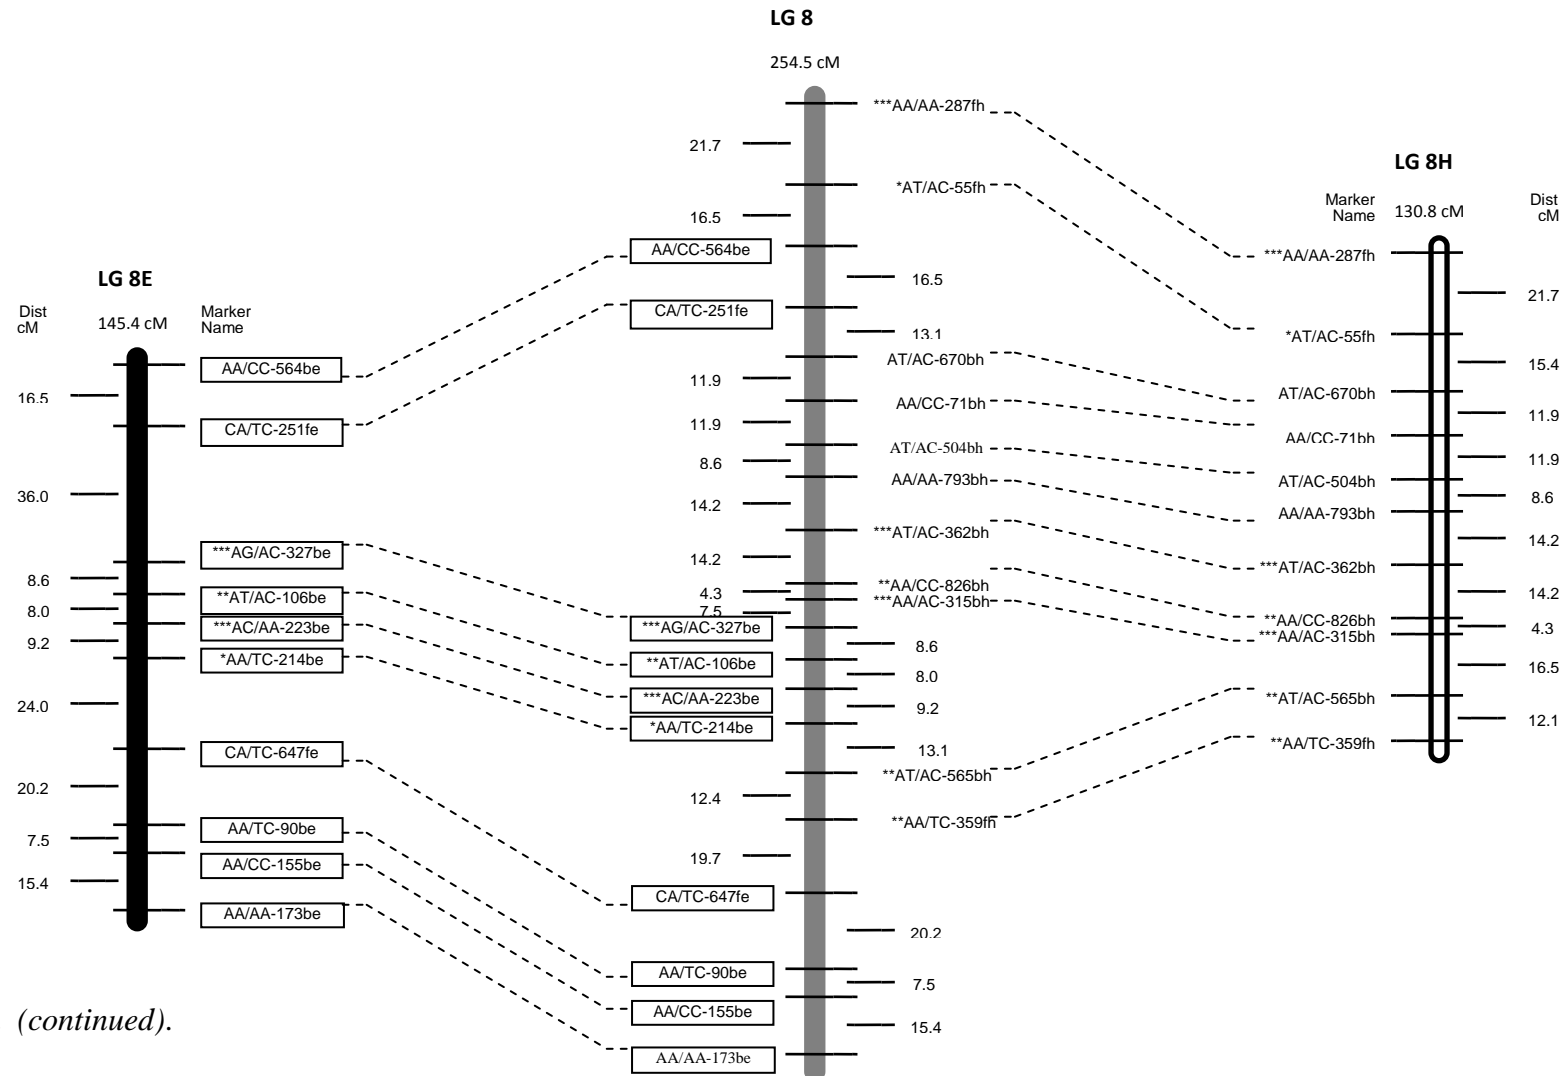 LG 8
254.5 cM
***AA/AA-287fh
21.7
*AT/AC-55fh
16.5
AA/CC-564be
16.5
CA/TC-251fe
13.1
AT/AC-670bh
11.9
AA/CC-71bh
11.9
AT/AC-504bh
8.6
AA/AA-793bh
14.2
***AT/AC-362bh
14.2
**AA/CC-826bh
4.3
***AA/AC-315bh
7.5
***AG/AC-327be
8.6
**AT/AC-106be
8.0
***AC/AA-223be
9.2
*AA/TC-214be
13.1
**AT/AC-565bh
12.4
**AA/TC-359fh
19.7
CA/TC-647fe
20.2
AA/TC-90be
7.5
AA/CC-155be
15.4
AA/AA-173be
LG 8E
Dist
cM
145.4 cM
Marker
Name
AA/CC-564be
16.5
CA/TC-251fe
36.0
***AG/AC-327be
8.6
**AT/AC-106be
8.0
***AC/AA-223be
9.2
*AA/TC-214be
24.0
CA/TC-647fe
20.2
AA/TC-90be
7.5
AA/CC-155be
15.4
AA/AA-173be
LG 8H
Marker
Name
130.8 cM
Dist
cM
***AA/AA-287fh
21.7
*AT/AC-55fh
15.4
AT/AC-670bh
11.9
AA/CC-71bh
11.9
AT/AC-504bh
8.6
AA/AA-793bh
14.2
***AT/AC-362bh
14.2
**AA/CC-826bh
4.3
***AA/AC-315bh
16.5
**AT/AC-565bh
12.1
**AA/TC-359fh
(continued).